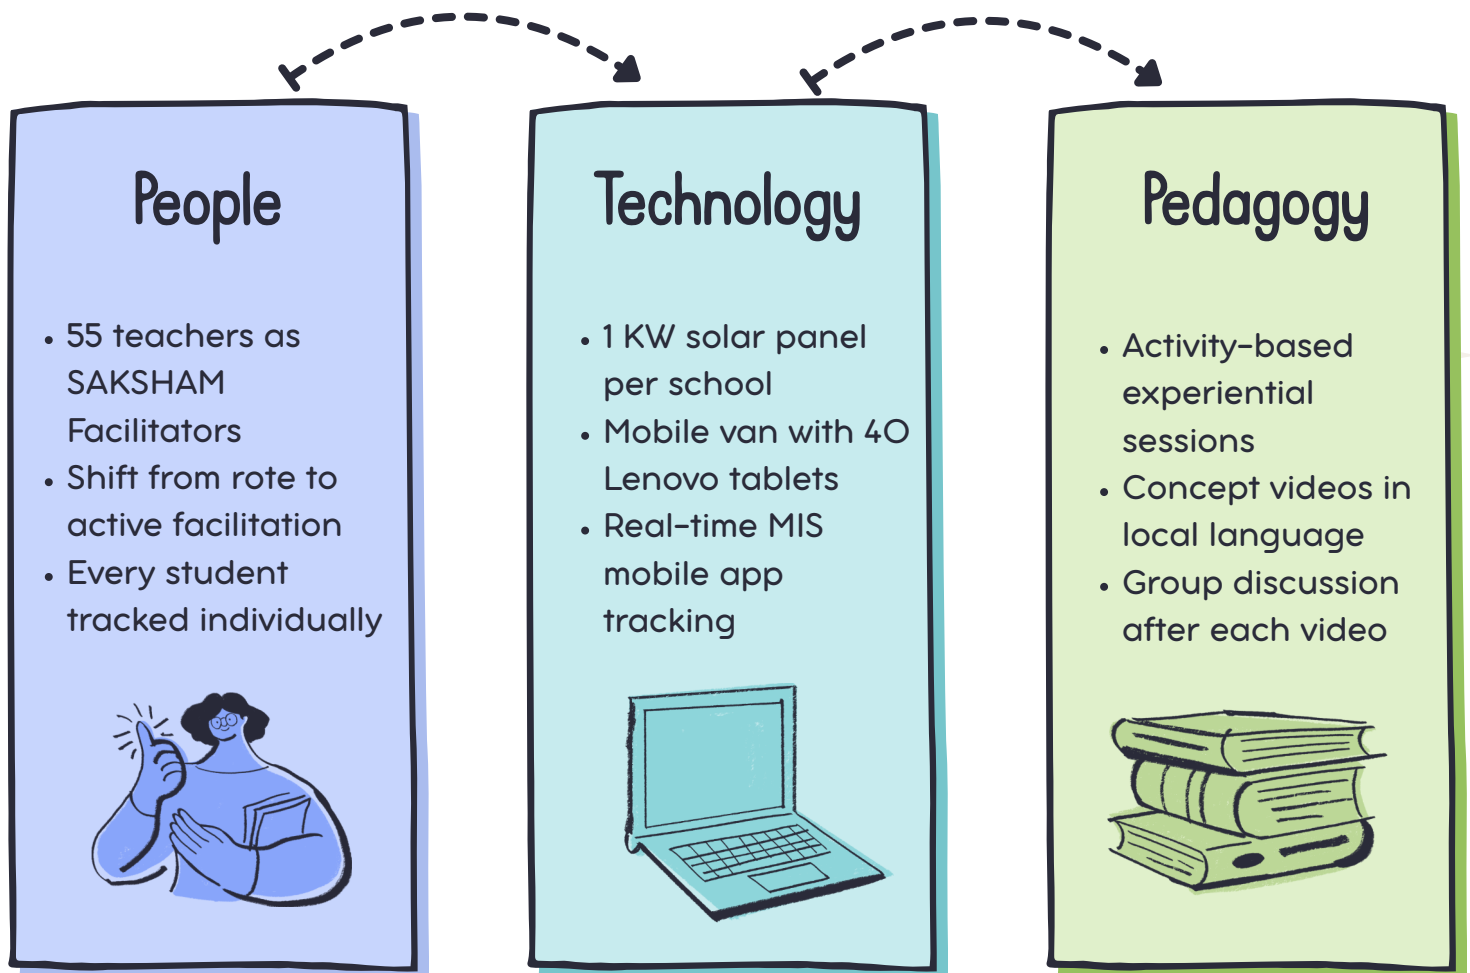 People
• 55 teachers as
SAKSHAM
Facilitators
• Shift from rote to
active facilitation
• Every student
tracked individually
Technology
• 1 KW solar panel
per school
• Mobile van with 40
Lenovo tablets
• Real-time MIS
mobile app
tracking
Pedagogy
• Activity-based
experiential
sessions
• Concept videos in
local language
• Group discussion
after each video